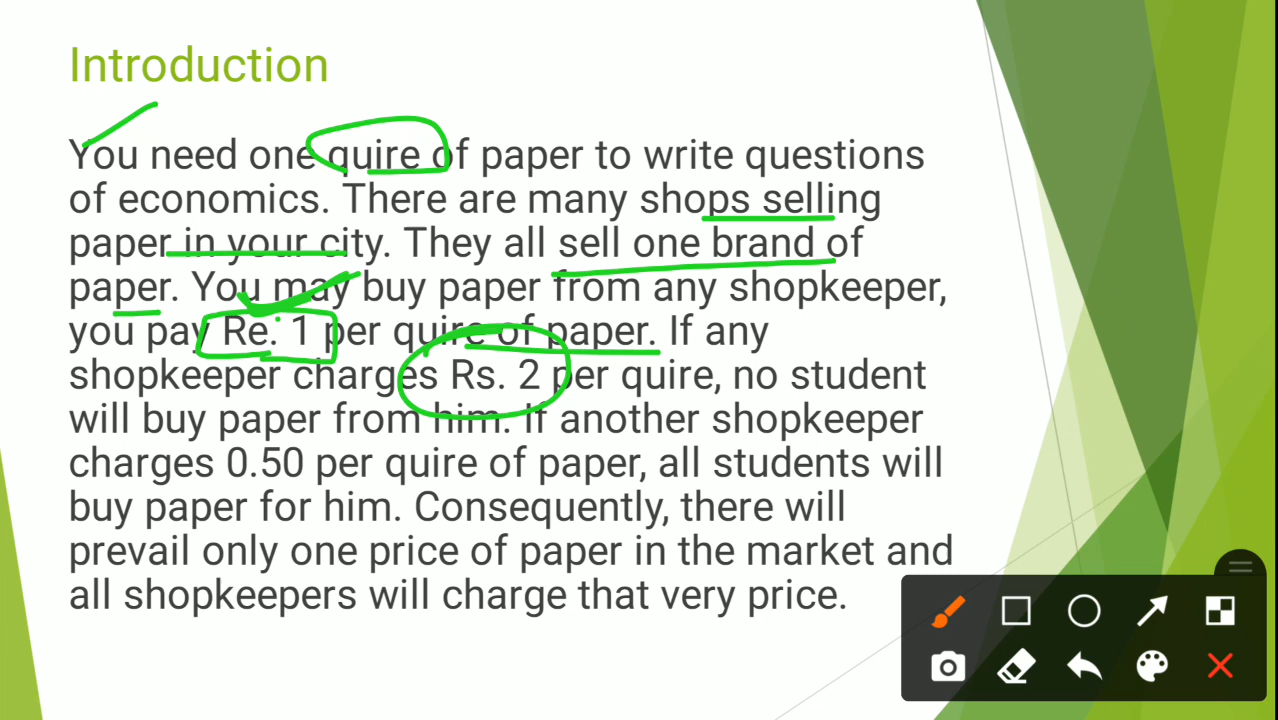 Introduction
You need one quire of paper to write questions
of economics. There are many shops selling
paper in your city. They all sell one brand of
paper. You may buy paper from any shopkeeper,
you pay Re. 1 per quire of paper. If any
shopkeeper charges Rs. 2 per quire, no student
will buy paper from him. If another shopkeeper
charges 0.50 per quire of paper, all students will
buy paper for him. Consequently, there will
prevail only one price of paper in the market and
all shopkeepers will charge that very price.